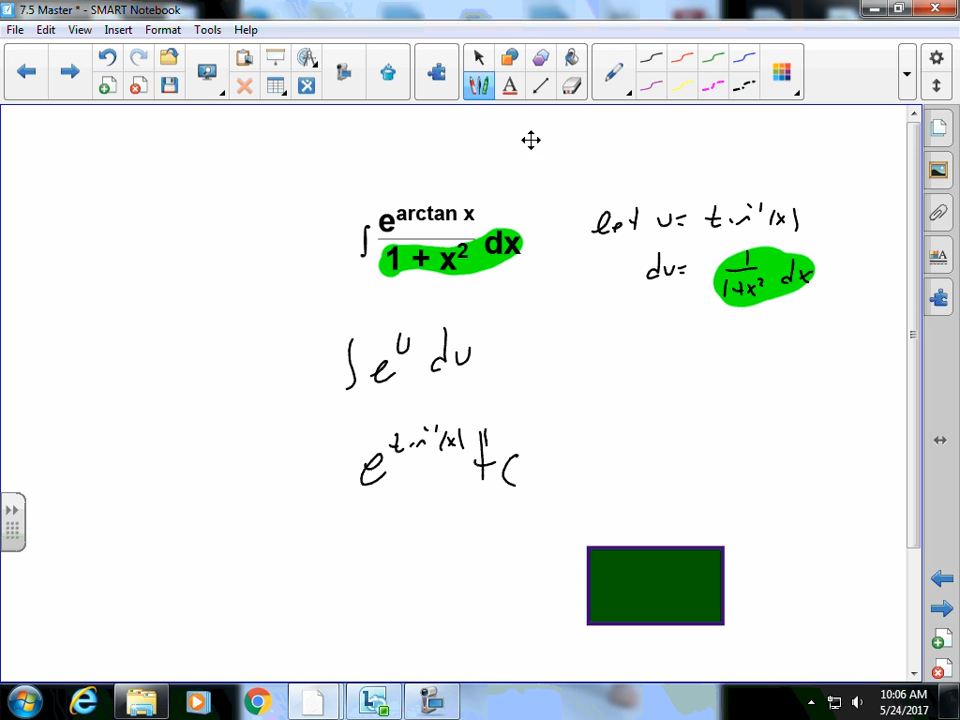 7.5 Master * - SMART Notebook
File Edit View Insert Format Tools Help
∫ e^arctan x / 1 + x² dx
let u = tan⁻¹(x)
du = 1/1+x² dx
∫ e^u du
e^tan⁻¹(x) + c
10:06 AM
5/24/2017